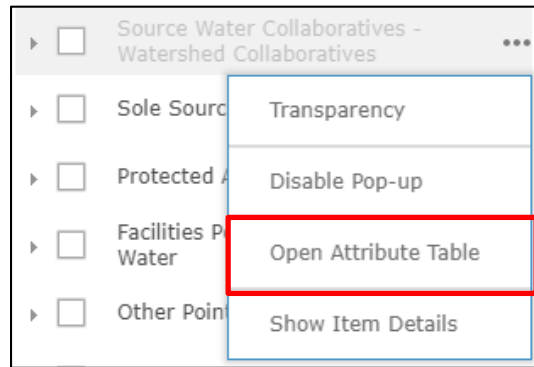 Source Water Collaboratives -
Watershed Collaboratives
Sole Sourc
Transparency
Protected
Disable Pop-up
Facilities P
Water
Open Attribute Table
Other Point
Show Item Details